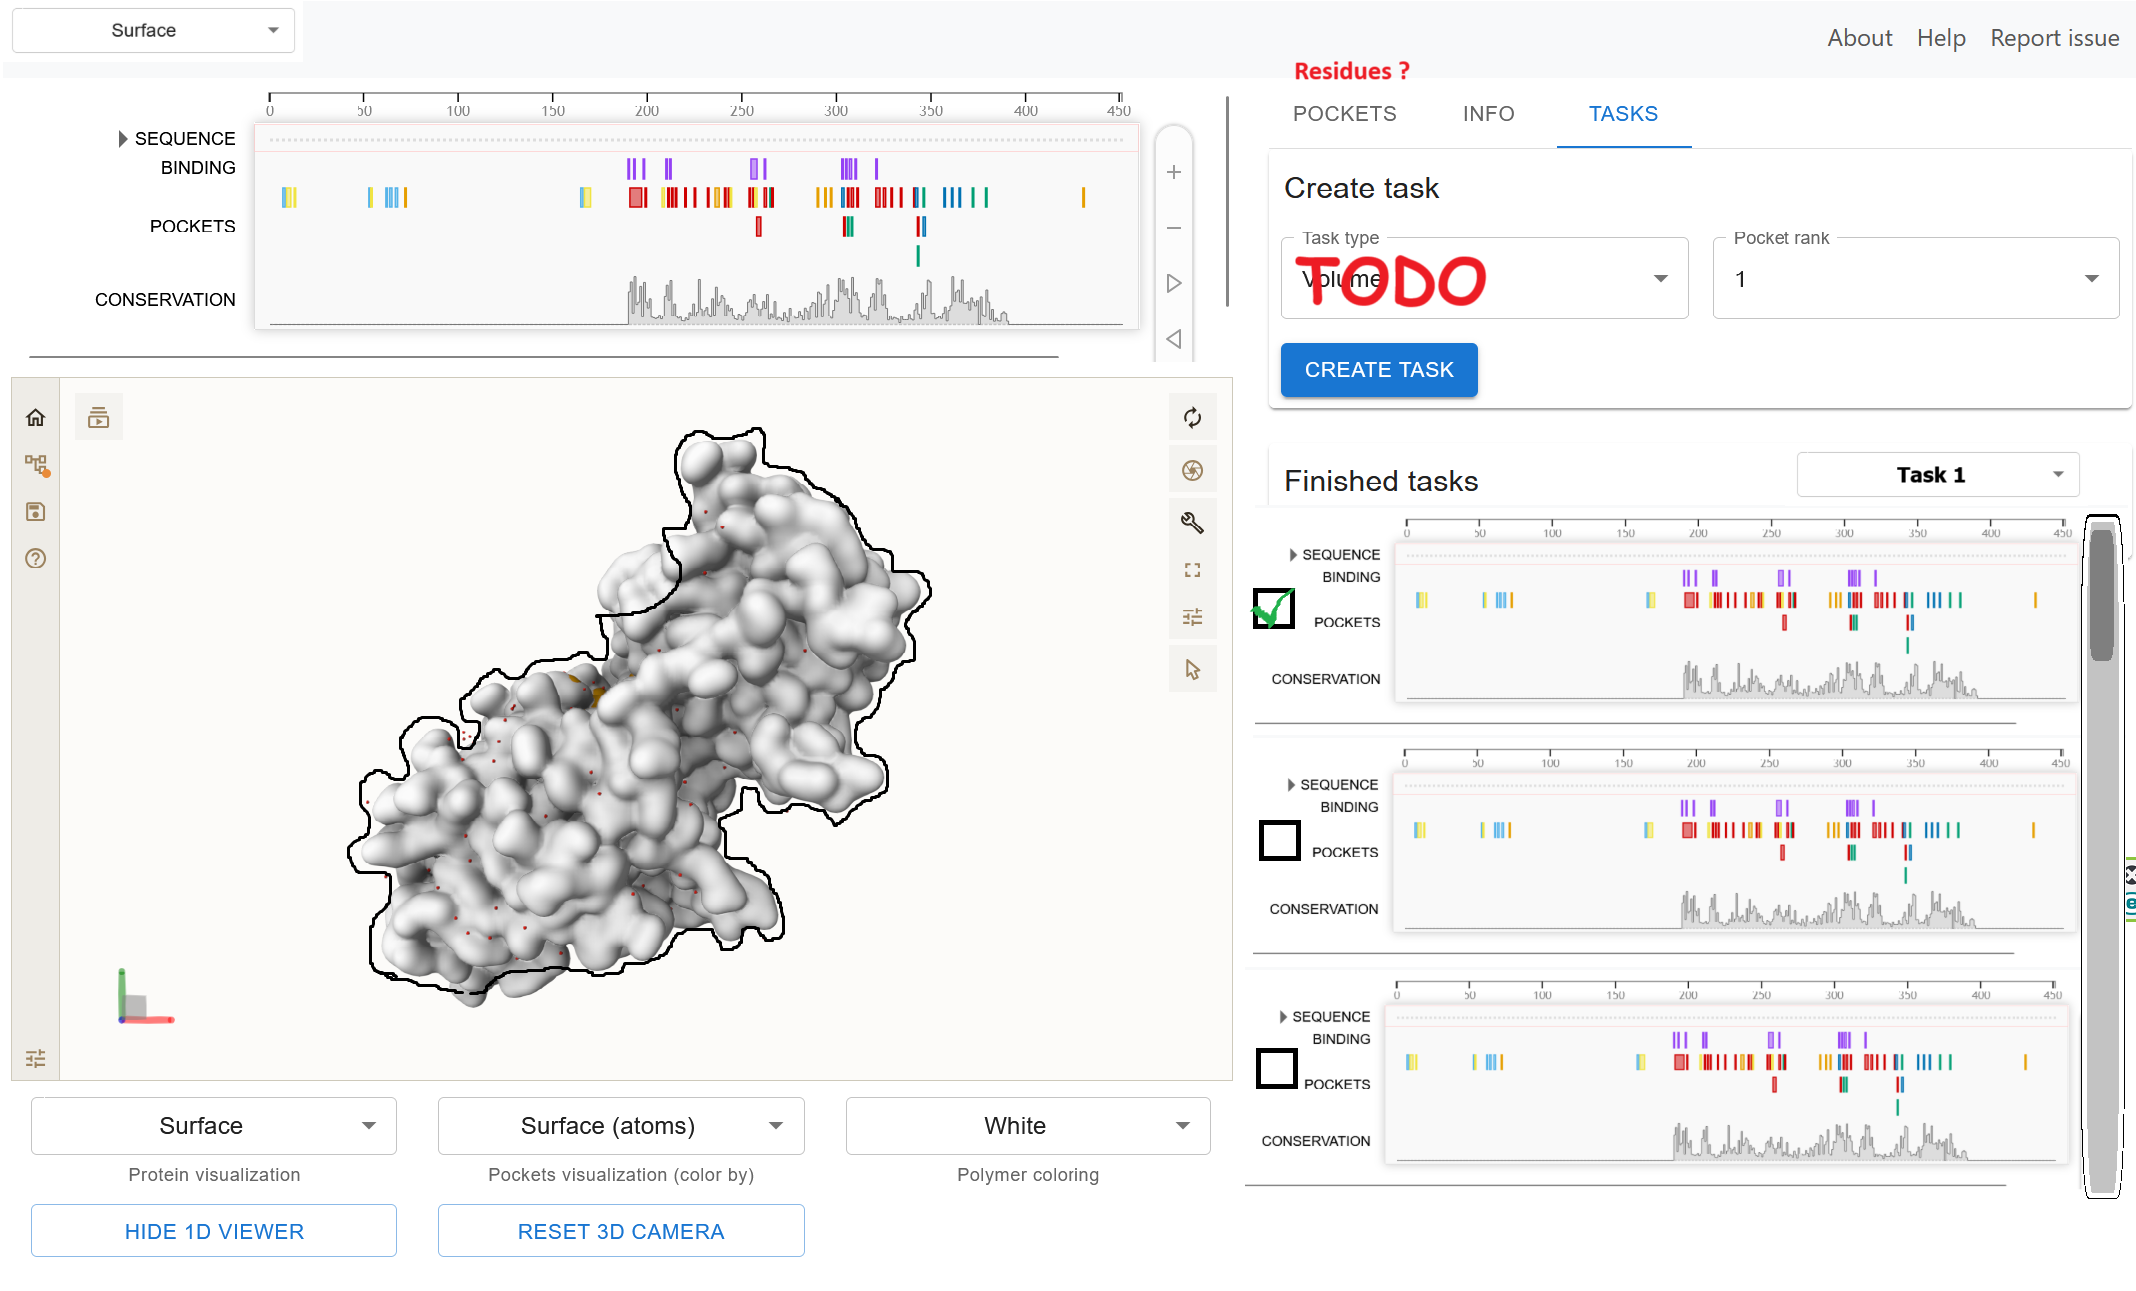 Surface
About Help Report issue
Residues ?
POCKETS INFO TASKS
0 50 100 150 200 250 300 350 400 450
SEQUENCE
BINDING
POCKETS
CONSERVATION
Create task
Task type
Volume
TODO
Pocket rank
1
CREATE TASK
Finished tasks
Task 1
0 50 100 150 200 250 300 350 400 450
SEQUENCE
BINDING
POCKETS
CONSERVATION
0 50 100 150 200 250 300 350 400 450
SEQUENCE
BINDING
POCKETS
CONSERVATION
0 50 100 150 200 250 300 350 400 450
SEQUENCE
BINDING
POCKETS
CONSERVATION
Surface
Protein visualization
Surface (atoms)
Pockets visualization (color by)
White
Polymer coloring
HIDE 1D VIEWER
RESET 3D CAMERA